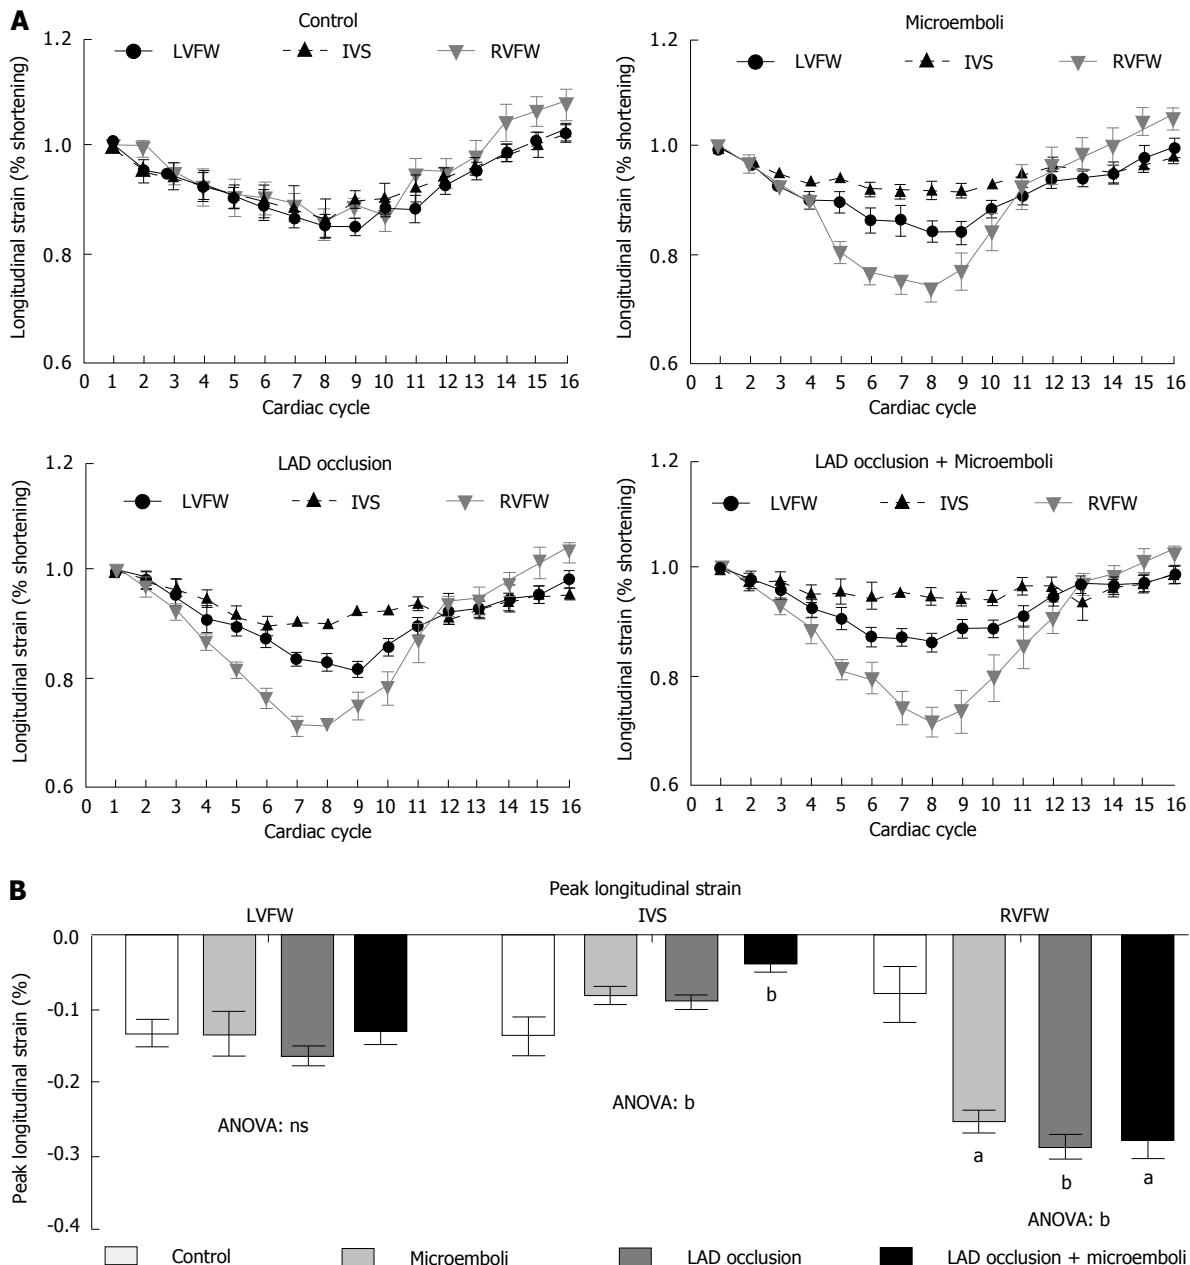 A
Control
LVFW IVS RVFW
Longitudinal strain (% shortening)
1.2
1.0
0.8
0.6
0 1 2 3 4 5 6 7 8 9 10 11 12 13 14 15 16
Cardiac cycle
Microemboli
LVFW IVS RVFW
Longitudinal strain (% shortening)
1.2
1.0
0.8
0.6
0 1 2 3 4 5 6 7 8 9 10 11 12 13 14 15 16
Cardiac cycle
LAD occlusion
LVFW IVS RVFW
Longitudinal strain (% shortening)
1.2
1.0
0.8
0.6
0 1 2 3 4 5 6 7 8 9 10 11 12 13 14 15 16
Cardiac cycle
LAD occlusion + Microemboli
LVFW IVS RVFW
Longitudinal strain (% shortening)
1.2
1.0
0.8
0.6
0 1 2 3 4 5 6 7 8 9 10 11 12 13 14 15 16
Cardiac cycle
B
Peak longitudinal strain
LVFW IVS RVFW
Peak longitudinal strain (%)
0.0
-0.1
-0.2
-0.3
-0.4
b
a b a
ANOVA: ns
ANOVA: b
ANOVA: b
Control Microemboli LAD occlusion LAD occlusion + microemboli